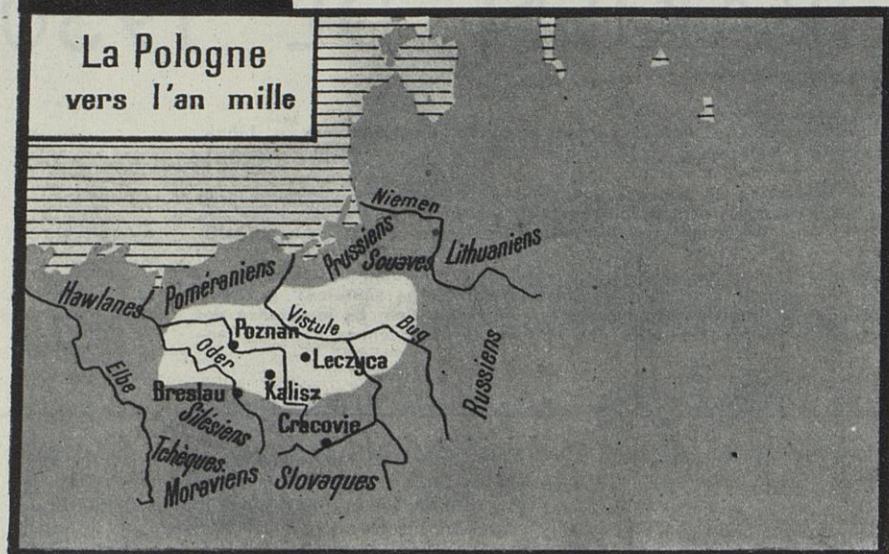 La Pologne
vers l'an mille
Niemen
Prussiens
Souaves
Lithuaniens
Hawlanes
Poméraniens
Vistule
Bug
Poznan
Oder
Leczyca
Elbe
Breslau
Kalisz
Russiens
Silésiens
Cracovie
Tchèques
Moraviens
Slovaques